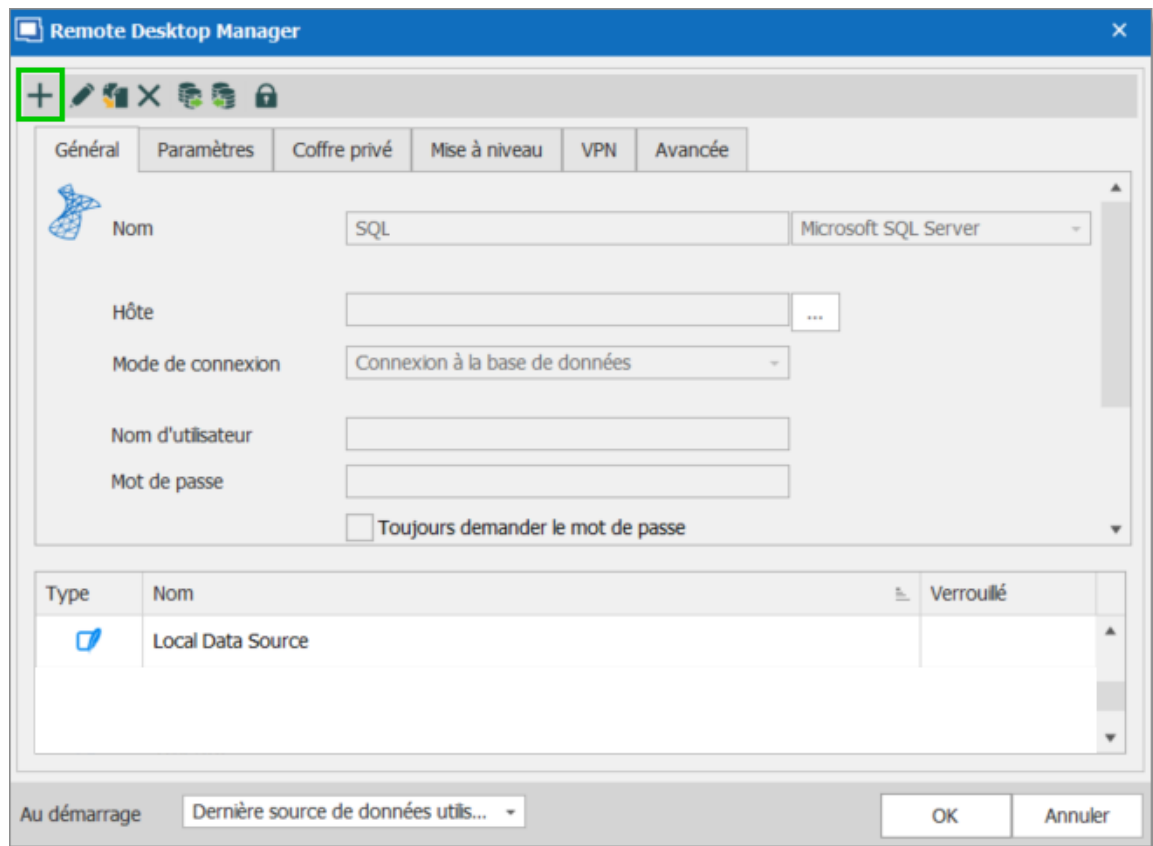 Remote Desktop Manager
Général Paramètres Coffre privé Mise à niveau VPN Avancée
Nom SQL Microsoft SQL Server
Hôte ...
Mode de connexion Connexion à la base de données
Nom d'utilisateur
Mot de passe
Toujours demander le mot de passe
Type Nom Verrouillé
Local Data Source
Au démarrage Dernière source de données utilis... OK Annuler